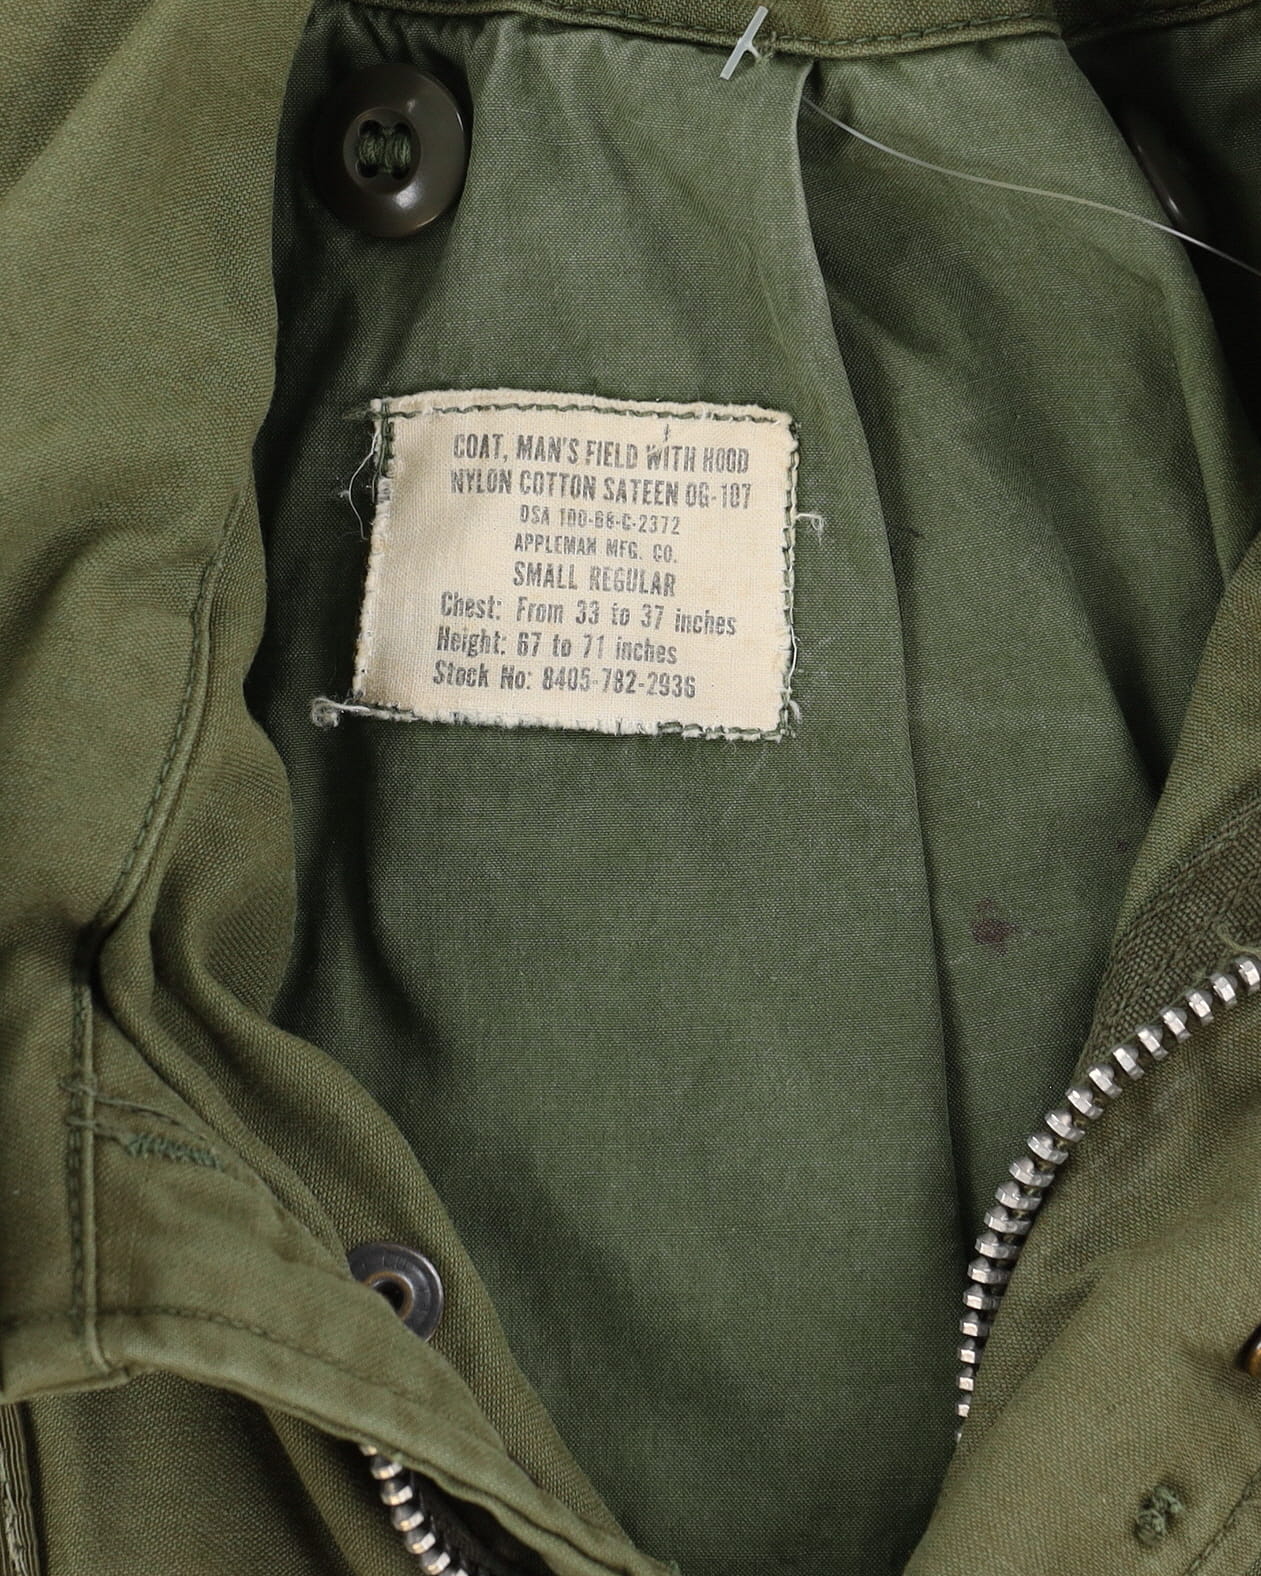 COAT, MAN'S FIELD WITH HOOD
NYLON COTTON SATEEN OG-107
DSA 100-68-C-2372
APPLEMAN MFG. CO.
SMALL REGULAR
Chest: From 33 to 37 inches
Height: 67 to 71 inches
Stock No: 8405-782-2936